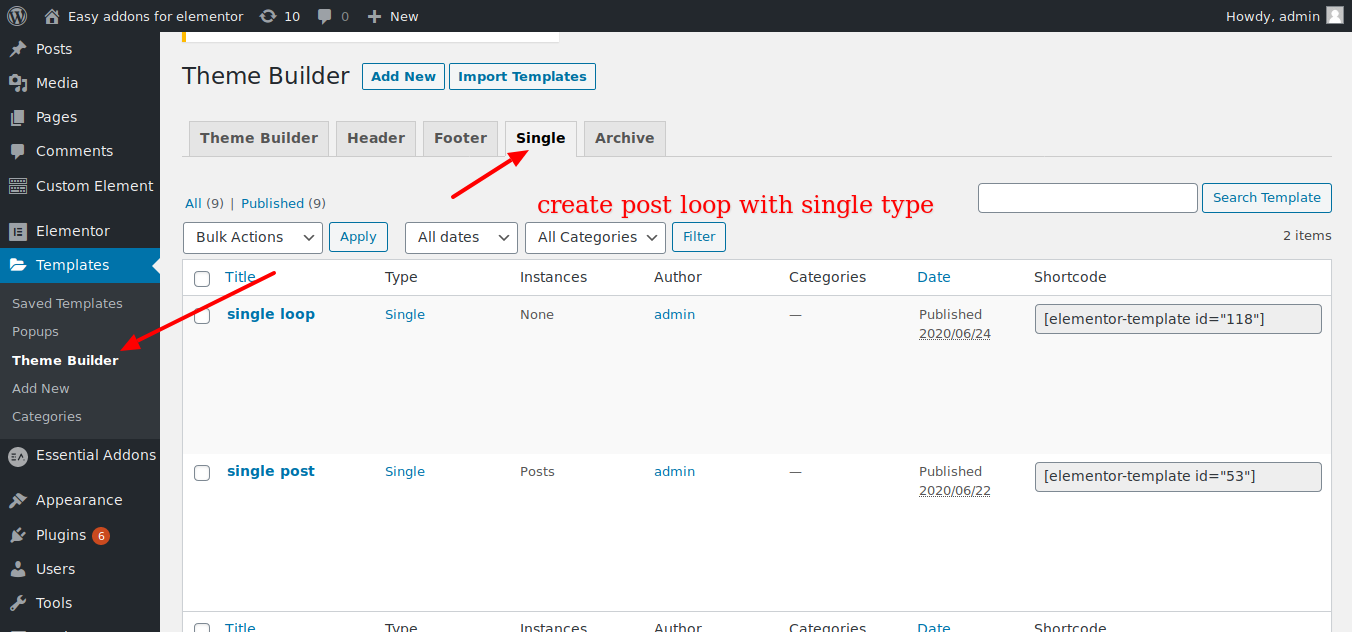 Easy addons for elementor 10 0 + New Howdy, admin
Posts
Media
Pages
Comments
Custom Element
Elementor
Templates
Saved Templates
Popups
Theme Builder
Add New
Categories
Essential Addons
Appearance
Plugins 6
Users
Tools
Theme Builder Add New Import Templates
Theme Builder Header Footer Single Archive
create post loop with single type
All (9) | Published (9) Search Template
Bulk Actions Apply All dates All Categories Filter 2 items
Title Type Instances Author Categories Date Shortcode
single loop Single None admin — Published [elementor-template id="118"]
2020/06/24
single post Single Posts admin — Published [elementor-template id="53"]
2020/06/22
Title Type Instances Author Categories Date Shortcode